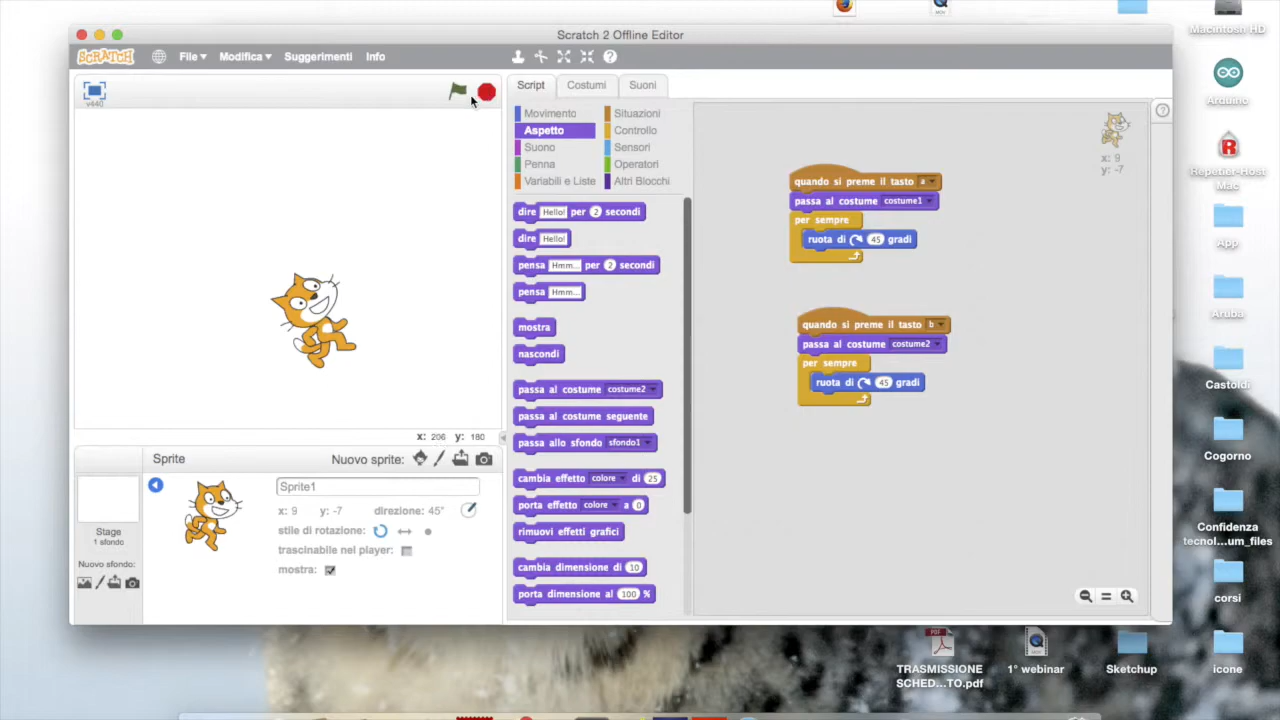 Scratch 2 Offline Editor
SCRATCH
File
Modifica
Suggerimenti
Info
v440
Script
Costumi
Suoni
Movimento
Situazioni
Aspetto
Controllo
Suono
Sensori
Penna
Operatori
Variabili e Liste
Altri Blocchi
dire Hello! per 2 secondi
dire Hello!
pensa Hmm... per 2 secondi
pensa Hmm...
mostra
nascondi
passa al costume costume2
passa al costume seguente
passa allo sfondo sfondo1
cambia effetto colore di 25
porta effetto colore a 0
rimuovi effetti grafici
cambia dimensione di 10
porta dimensione al 100 %
quando si preme il tasto a
passa al costume costume1
per sempre
ruota di 45 gradi
quando si preme il tasto b
passa al costume costume2
per sempre
ruota di 45 gradi
x: 9
y: -7
x: 206 y: 180
Sprite
Nuovo sprite:
Stage
1 sfondo
Nuovo sfondo:
Sprite1
x: 9 y: -7 direzione: 45°
stile di rotazione:
trascinabile nel player:
mostra:
Macintosh HD
Arduino
Repetier-Host
Mac
App
Aruba
Castoldi
Cogorno
Confidenza
tecnol...um_files
corsi
TRASMISSIONE
SCHED...TO.pdf
1° webinar
Sketchup
icone
PDF